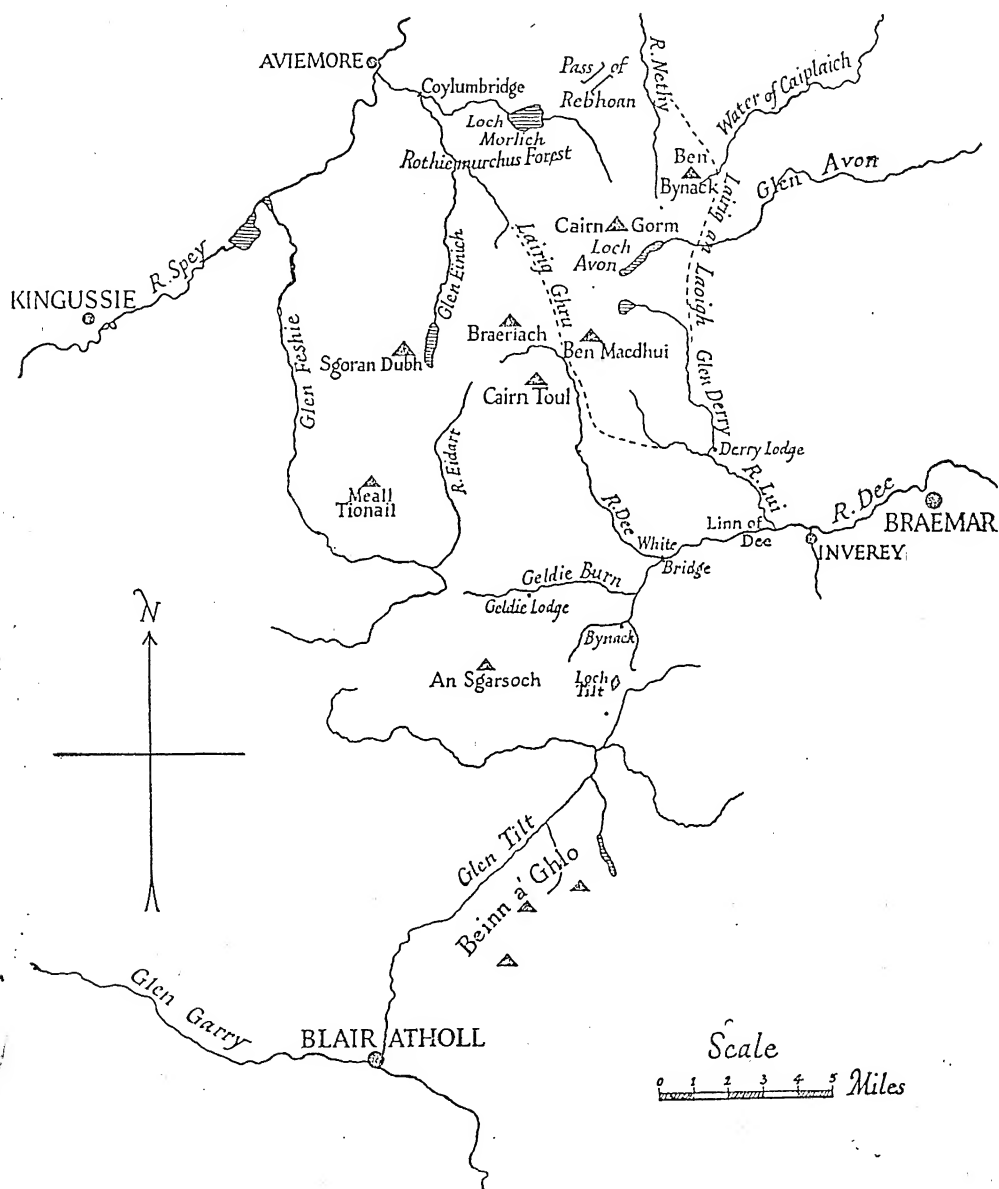 AVIEMORE
Coylumbridge
Pass of
Rebhoan
R. Nethy
Water of Caiplaich
Loch
Morlich
Rothiemurchus Forest
Ben
Bynack
Glen Avon
Lairig an Laoigh
Cairn Gorm
Loch
Avon
Lairig Ghru
R. Spey
KINGUSSIE
Glen Einich
Glen Feshie
Braeriach
Ben Macdhui
Sgoran Dubh
Cairn Toul
Glen Derry
Derry Lodge
R. Eidart
Meall
Tionail
R. Lui
R. Dee
BRAEMAR
R. Dee
Linn of
Dee
INVEREY
White
Bridge
Geldie Burn
Geldie Lodge
Bynack
An Sgarsoch
Loch
Tilt
N
Glen Tilt
Beinn a' Ghlo
Glen Garry
BLAIR ATHOLL
Scale
0 1 2 3 4 5 Miles